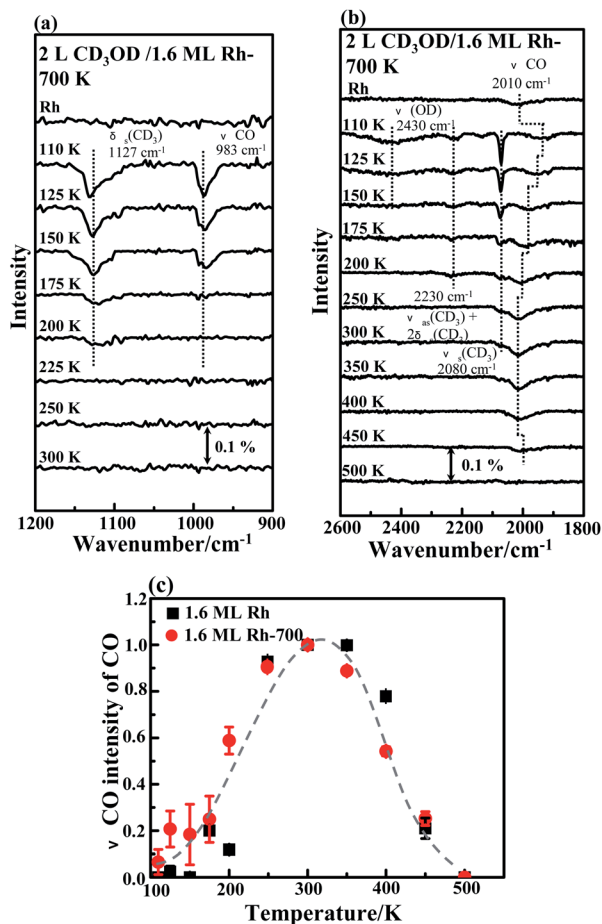 (a)
2 L CD₃OD /1.6 ML Rh-
700 K
Rh
δ s(CD₃)
1127 cm⁻¹
ν CO
983 cm⁻¹
110 K
125 K
150 K
175 K
200 K
225 K
250 K
0.1 %
300 K
Intensity
1200 1100 1000 900
Wavenumber/cm⁻¹
(b)
2 L CD₃OD/1.6 ML Rh-
700 K
ν CO
2010 cm⁻¹
Rh
ν (OD)
2430 cm⁻¹
110 K
125 K
150 K
175 K
200 K
2230 cm⁻¹
250 K
ν as(CD₃) +
300 K
2δ (CD₃)
ν s(CD₃)
350 K
2080 cm⁻¹
400 K
450 K
0.1 %
500 K
Intensity
2600 2400 2200 2000 1800
Wavenumber/cm⁻¹
(c)
1.2
1.0
0.8
0.6
0.4
0.2
0.0
1.6 ML Rh
1.6 ML Rh-700
ν CO intensity of CO
100 200 300 400 500
Temperature/K